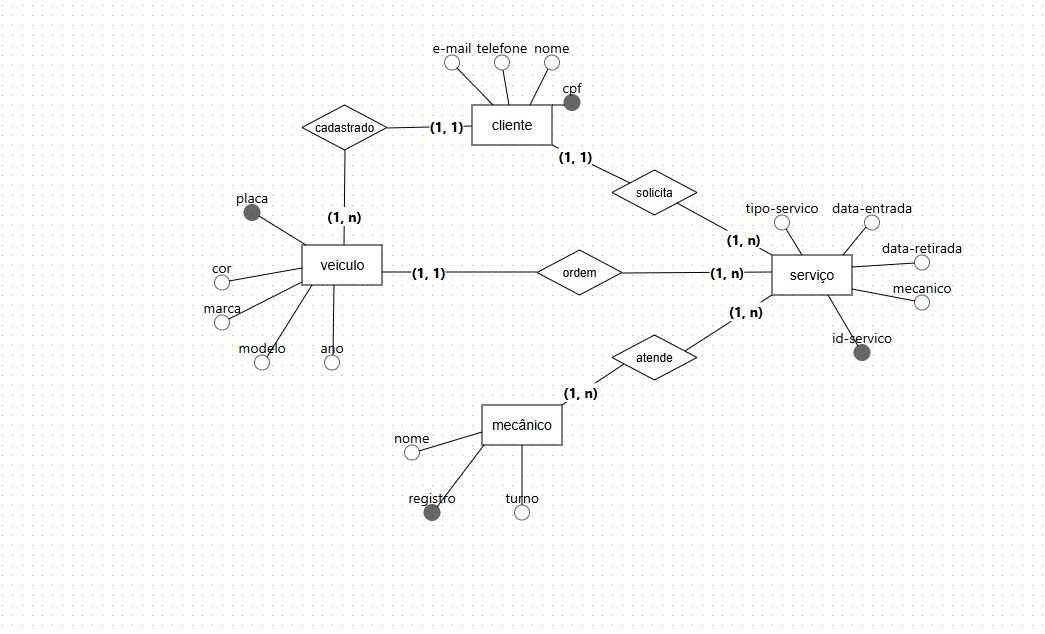 e-mail telefone nome
cpf
cadastrado
(1, 1)
cliente
(1, 1)
solicita
placa
(1, n)
tipo-servico
data-entrada
(1, n)
data-retirada
cor
veiculo
(1, 1)
ordem
(1, n)
serviço
mecanico
marca
(1, n)
id-servico
modelo
ano
atende
(1, n)
mecânico
nome
registro
turno